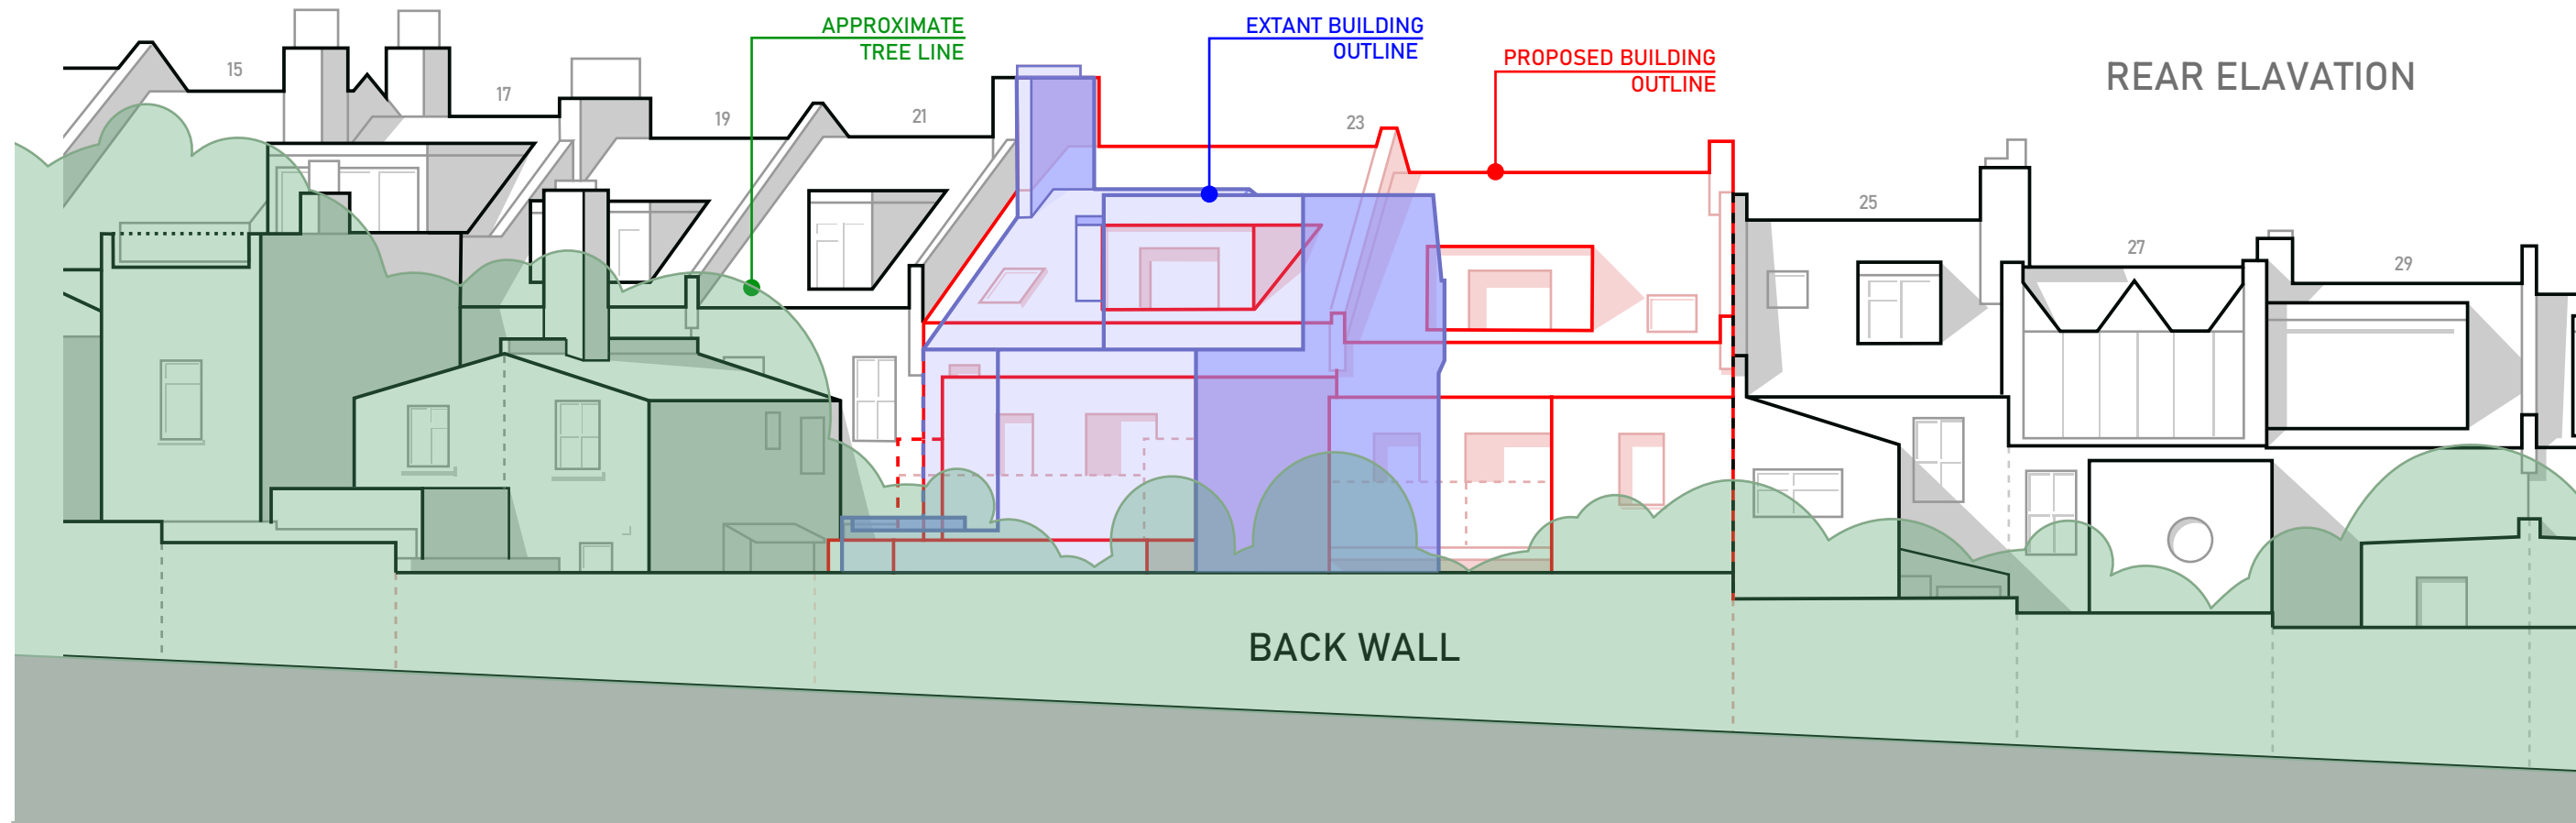 APPROXIMATE
TREE LINE
EXTANT BUILDING
OUTLINE
PROPOSED BUILDING
OUTLINE
REAR ELAVATION
15
17
19
21
23
25
27
29
BACK WALL